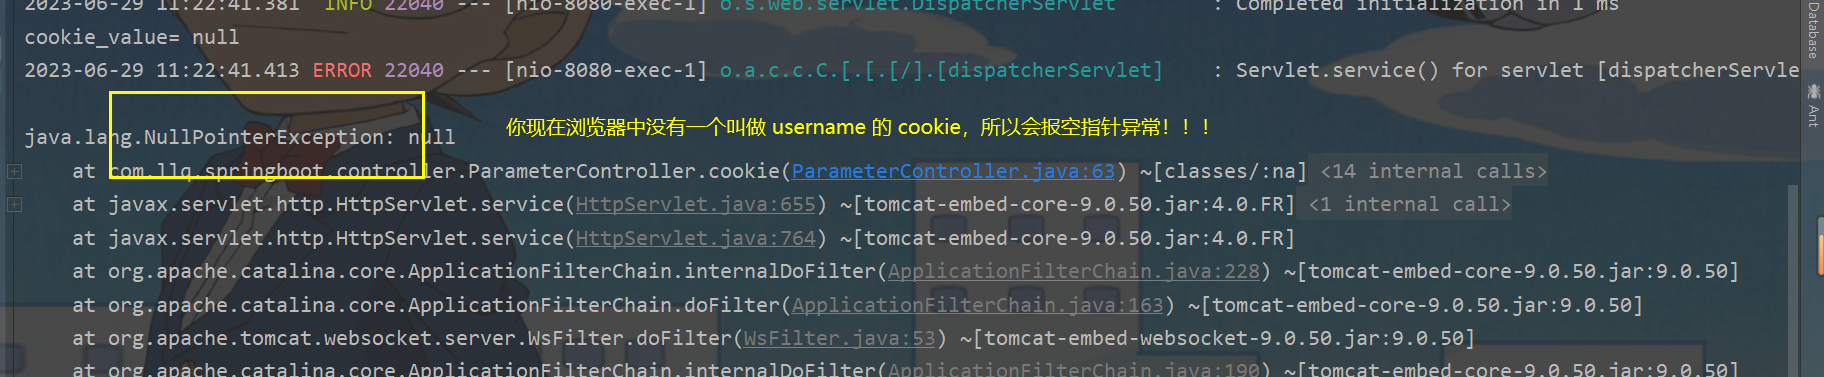 2023-06-29 11:22:41.381  INFO 22040 --- [nio-8080-exec-1] o.s.web.servlet.DispatcherServlet        : Completed initialization in 1 ms
cookie_value= null
2023-06-29 11:22:41.413 ERROR 22040 --- [nio-8080-exec-1] o.a.c.c.C.[.[.[/].[dispatcherServlet]    : Servlet.service() for servlet [dispatcherServle
java.lang.NullPointerException: null
你现在浏览器中没有一个叫做 username 的 cookie，所以会报空指针异常！！！
at com.llq.springboot.controller.ParameterController.cookie(ParameterController.java:63) ~[classes/:na] <14 internal calls>
at javax.servlet.http.HttpServlet.service(HttpServlet.java:655) ~[tomcat-embed-core-9.0.50.jar:4.0.FR] <1 internal call>
at javax.servlet.http.HttpServlet.service(HttpServlet.java:764) ~[tomcat-embed-core-9.0.50.jar:4.0.FR]
at org.apache.catalina.core.ApplicationFilterChain.internalDoFilter(ApplicationFilterChain.java:228) ~[tomcat-embed-core-9.0.50.jar:9.0.50]
at org.apache.catalina.core.ApplicationFilterChain.doFilter(ApplicationFilterChain.java:163) ~[tomcat-embed-core-9.0.50.jar:9.0.50]
at org.apache.tomcat.websocket.server.WsFilter.doFilter(WsFilter.java:53) ~[tomcat-embed-websocket-9.0.50.jar:9.0.50]
at org.apache.catalina.core.ApplicationFilterChain.internalDoFilter(ApplicationFilterChain.java:190) ~[tomcat-embed-core-9.0.50.jar:9.0.50]
Database
Ant